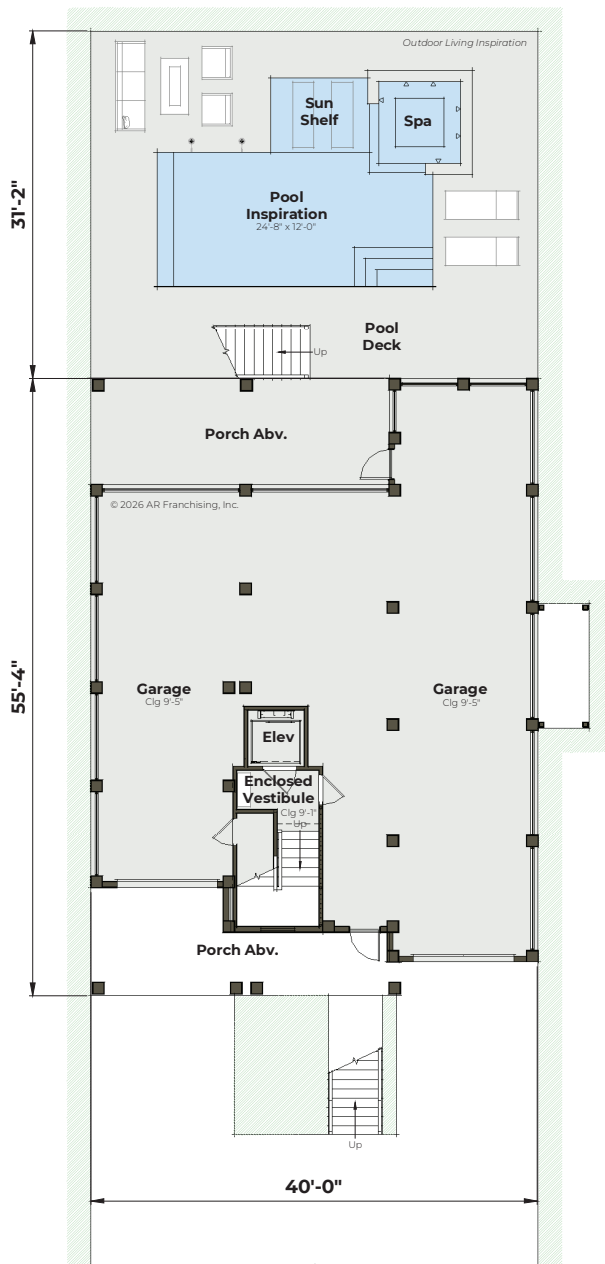 Outdoor Living Inspiration
Sun
Shelf
Spa
31'-2"
Pool
Inspiration
24'-8" x 12'-0"
Up
Pool
Deck
Porch Abv.
© 2026 AR Franchising, Inc.
55'-4"
Garage
Clg 9'-5"
Garage
Clg 9'-5"
Elev
Enclosed
Vestibule
Clg 9'-1"
Up
Porch Abv.
Up
40'-0"